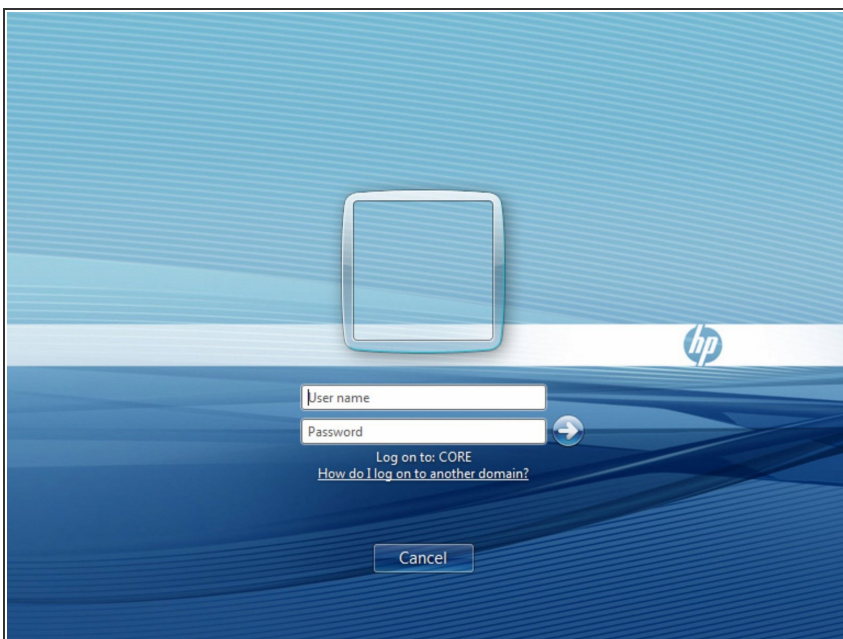 hp
User name
Password
Log on to: CORE
How do I log on to another domain?
Cancel